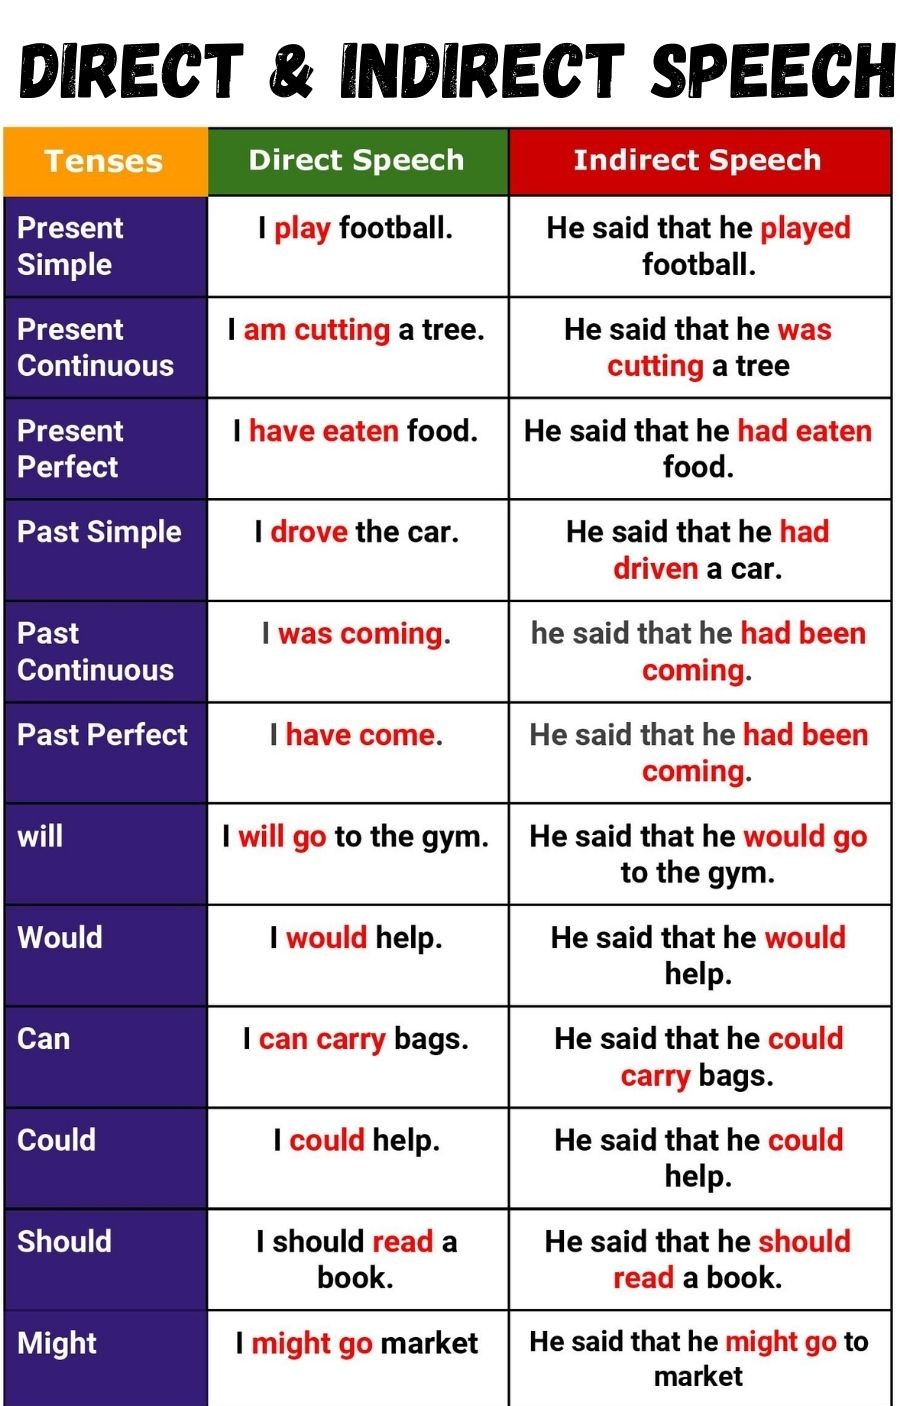 DIRECT & INDIRECT SPEECH
Tenses Direct Speech Indirect Speech
Present Simple
I play football.
He said that he played
football.
Present Continuous
I am cutting a tree.
He said that he was
cutting a tree
Present Perfect
I have eaten food.
He said that he had eaten
food.
Past Simple
I drove the car.
He said that he had
driven a car.
Past Continuous
I was coming.
he said that he had been
coming.
Past Perfect
I have come.
He said that he had been
coming.
will
I will go to the gym.
He said that he would go
to the gym.
Would
I would help.
He said that he would
help.
Can
I can carry bags.
He said that he could
carry bags.
Could
I could help.
He said that he could
help.
Should
I should read a
book.
He said that he should
read a book.
Might
I might go market
He said that he might go to
market